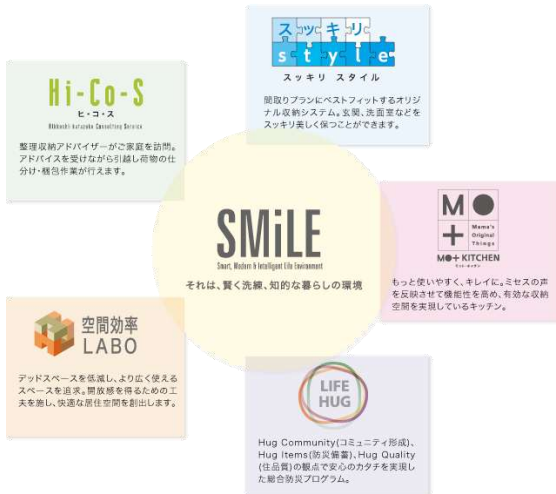 スッキリ
style
スッキリ スタイル
間取りプランにベストフィットするオリジ
ナル収納システム。玄関、洗面室などを
スッキリ美しく保つことができます。
Hi-Co-S
ヒ・コ・ス
Hikkoshi Konpo Consulting Service
整理収納アドバイザーがご家庭を訪問。
アドバイスを受けながら引越し荷物の仕
分け・梱包作業が行えます。
SMiLE
Smart, Modern & Intelligent Life Environment
それは、賢く洗練、知的な暮らしの環境
MO+
Mama's
Original
Things
MO+ KITCHEN
モット・キッチン
もっと使いやすく、キレイに。ミセスの声
を反映させて機能性を高め、有効な収納
空間を実現しているキッチン。
空間効率
LABO
デッドスペースを低減し、より広く使える
スペースを追求。開放感を得るための工
夫を施し、快適な居住空間を創出します。
LIFE
HUG
Hug Community(コミュニティ形成)、
Hug Items(防災備蓄)、Hug Quality
(住品質)の観点で安心のカタチを実現し
た総合防災プログラム。